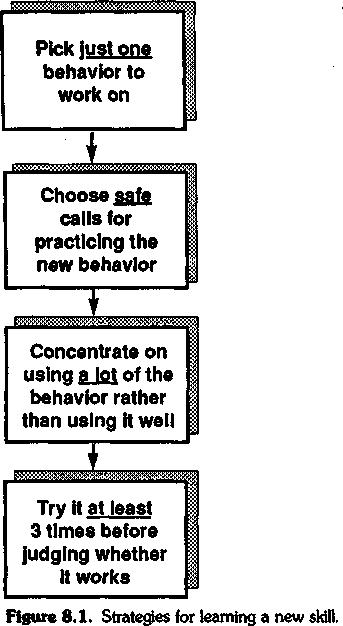 Pick just one
behavior to
work on
Choose safe
calls for
practicing the
new behavior
Concentrate on
using a lot of the
behavior rather
than using it well
Try it at least
3 times before
judging whether
it works
Figure 8.1. Strategies for learning a new skill.